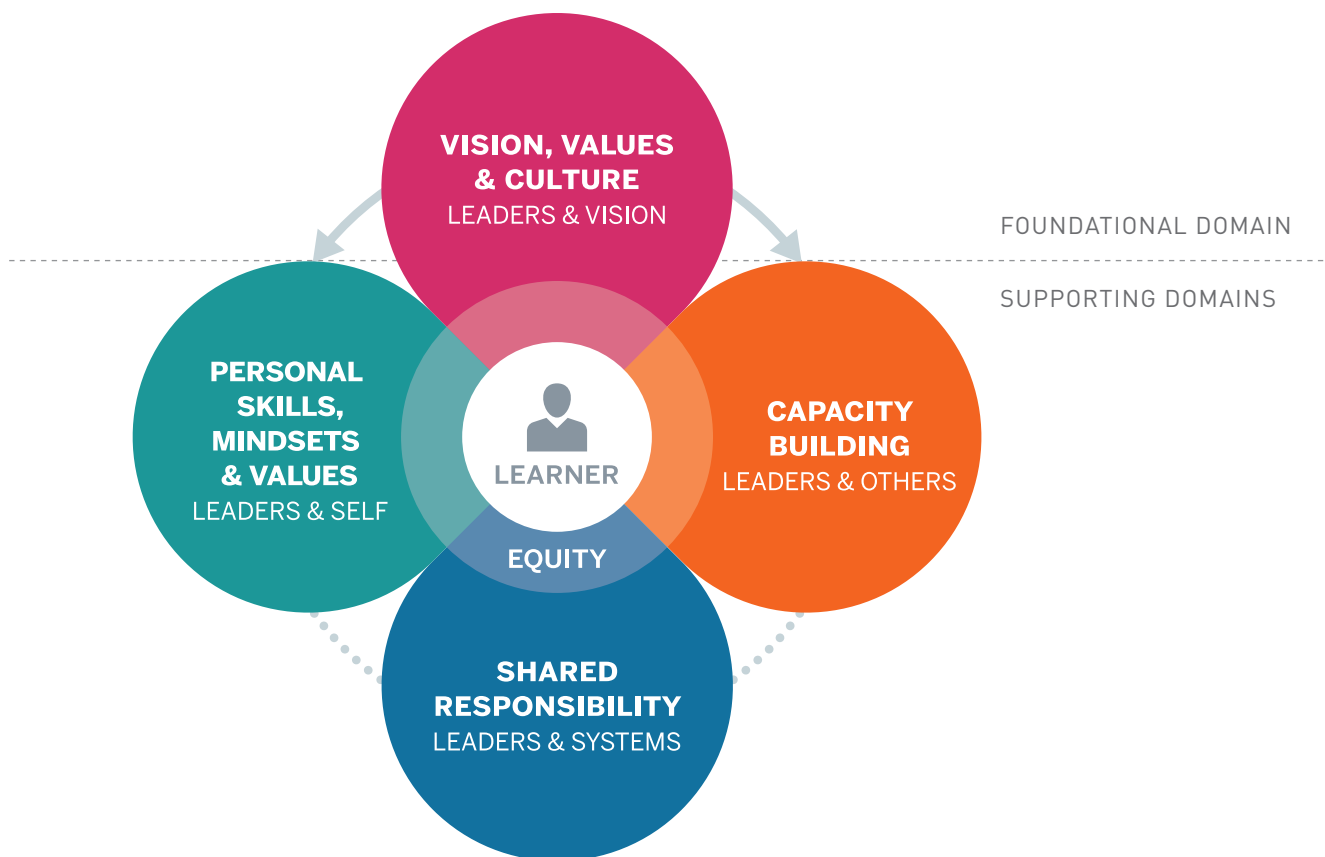 VISION, VALUES
& CULTURE
LEADERS & VISION
FOUNDATIONAL DOMAIN
SUPPORTING DOMAINS
PERSONAL
SKILLS,
MINDSETS
& VALUES
LEADERS & SELF
LEARNER
CAPACITY
BUILDING
LEADERS & OTHERS
EQUITY
SHARED
RESPONSIBILITY
LEADERS & SYSTEMS